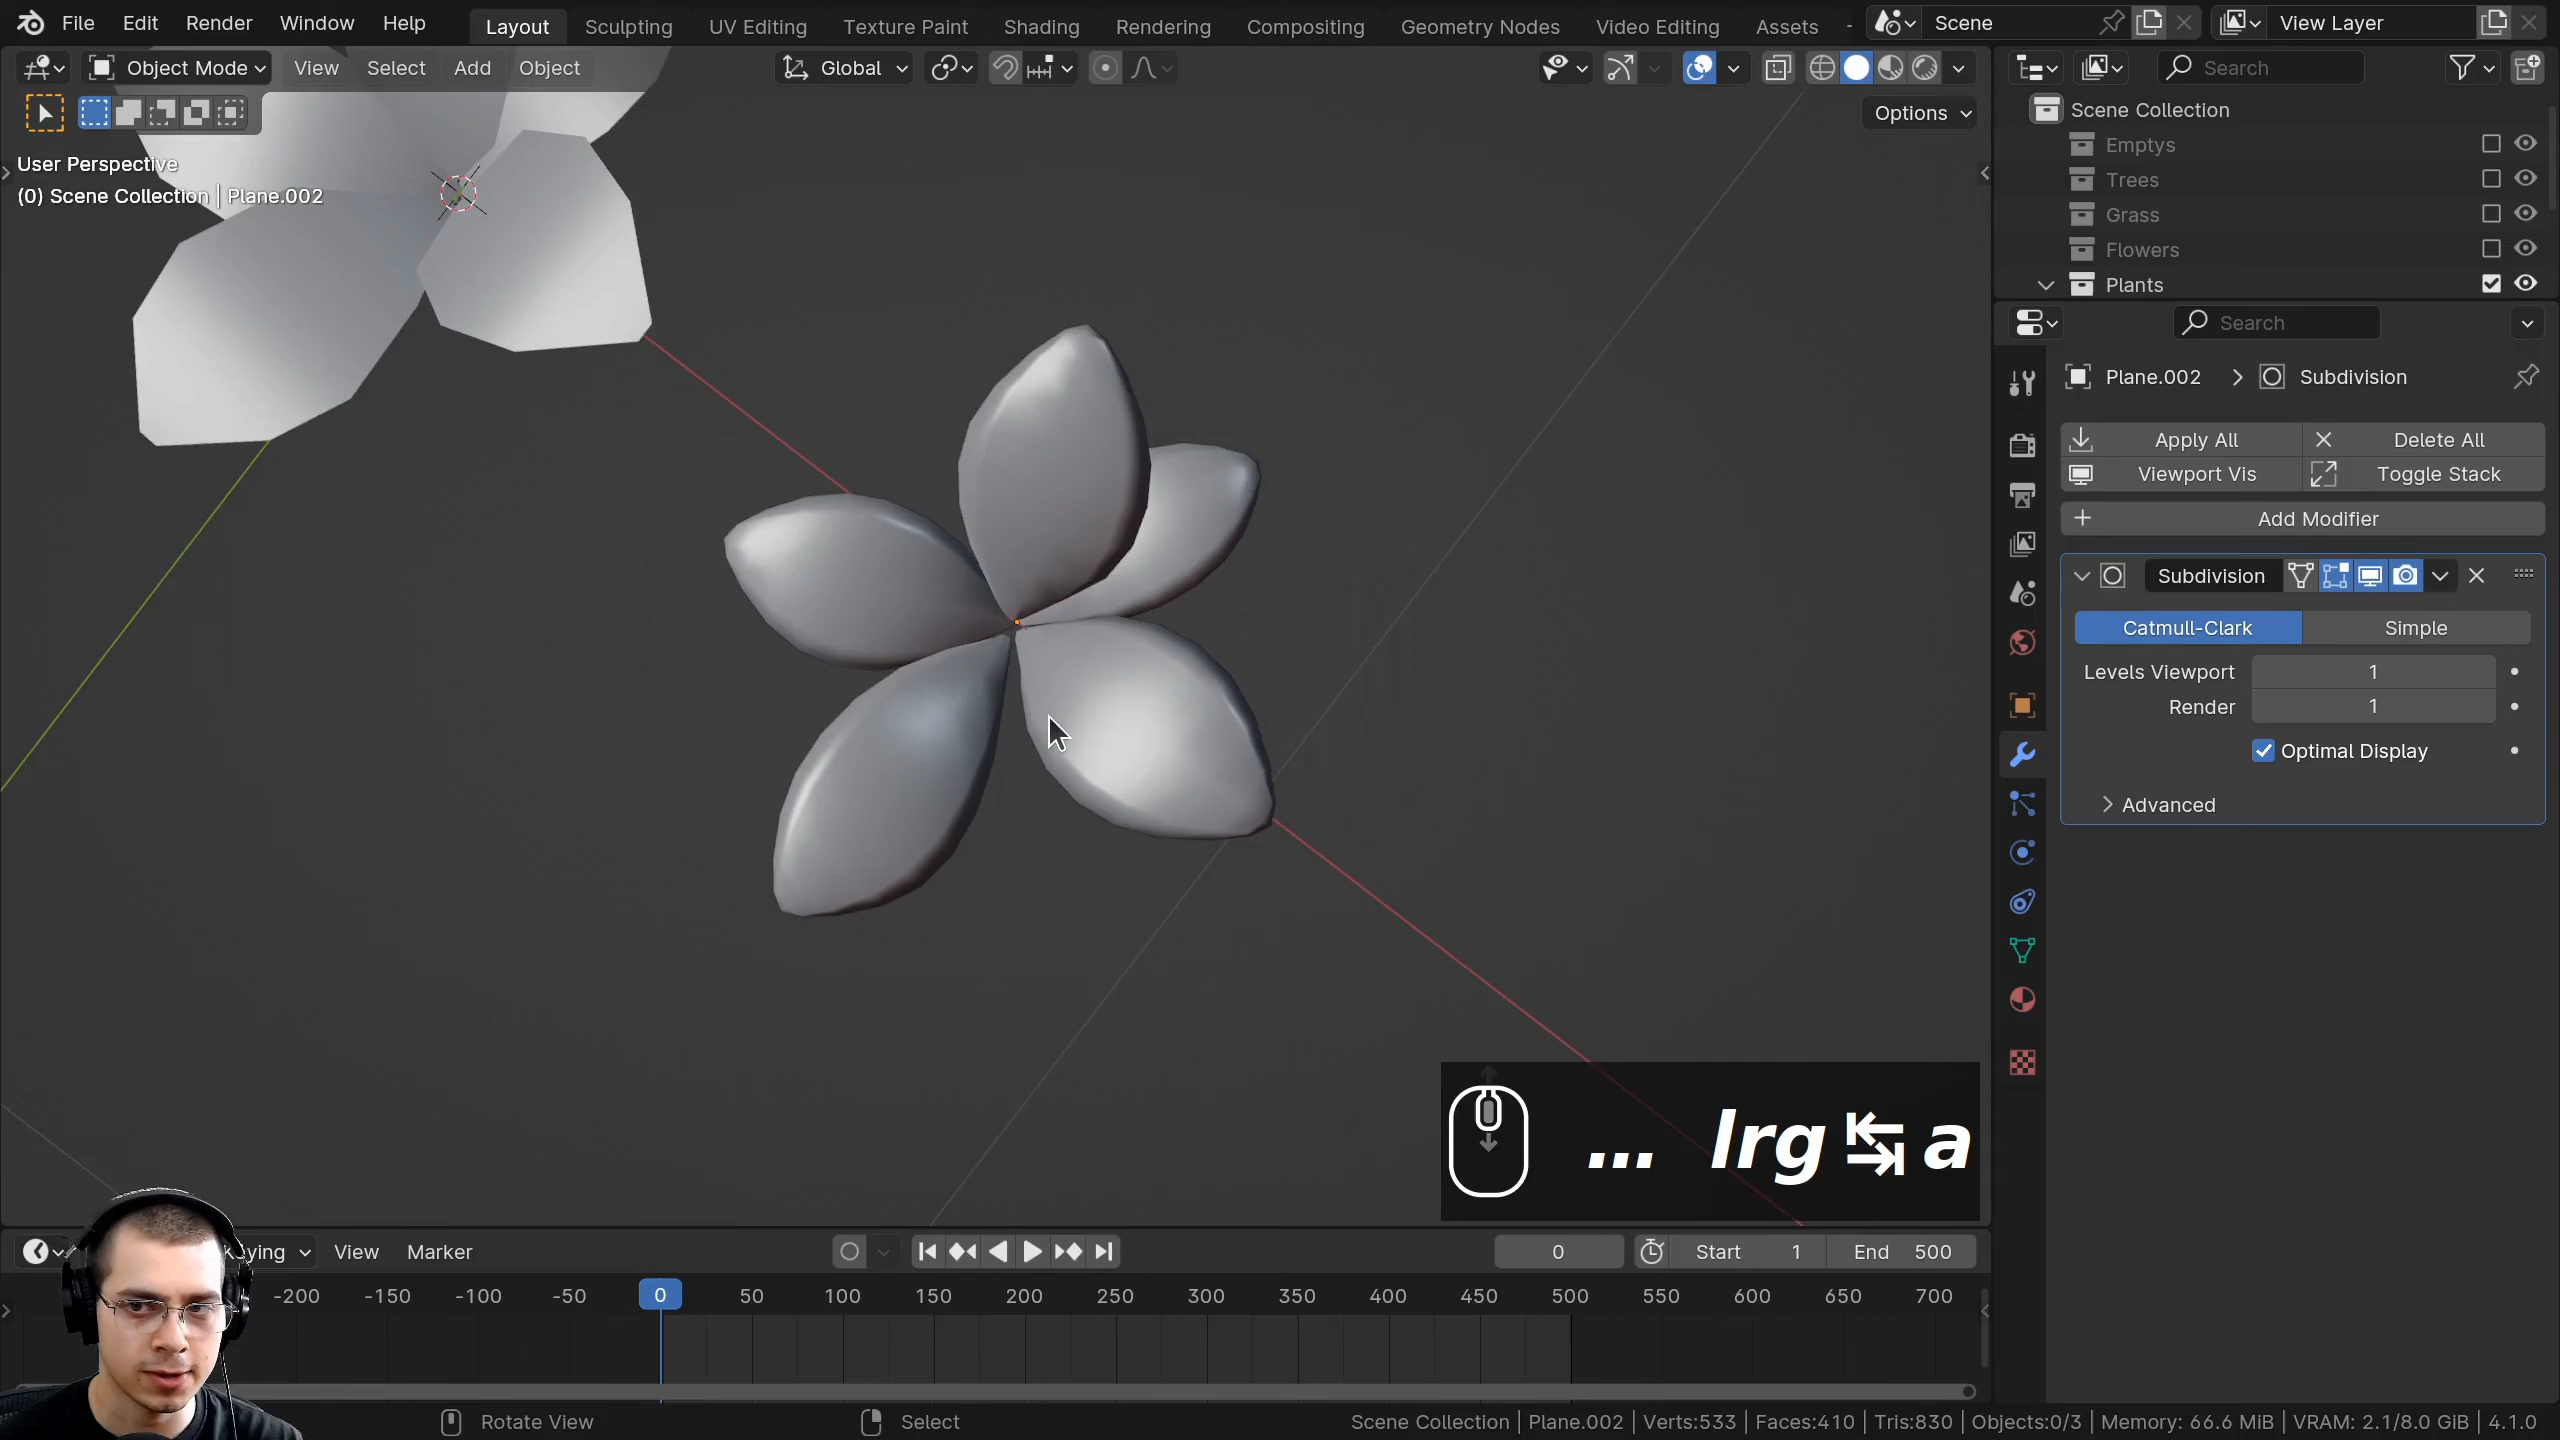 File Edit Render Window Help Layout Sculpting UV Editing Texture Paint Shading Rendering Compositing Geometry Nodes Video Editing Assets Scene View Layer
Object Mode View Select Add Object Global Search
Options
User Perspective
(0) Scene Collection | Plane.002
Scene Collection
Emptys
Trees
Grass
Flowers
Plants
Search
Plane.002 > Subdivision
Apply All Delete All
Viewport Vis Toggle Stack
Add Modifier
Subdivision
Catmull-Clark Simple
Levels Viewport 1
Render 1
Optimal Display
Advanced
... lrg a
Keying View Marker 0 Start 1 End 500
-200 -150 -100 -50 0 50 100 150 200 250 300 350 400 450 500 550 600 650 700
Rotate View Select Scene Collection | Plane.002 | Verts:533 | Faces:410 | Tris:830 | Objects:0/3 | Memory: 66.6 MiB | VRAM: 2.1/8.0 GiB | 4.1.0